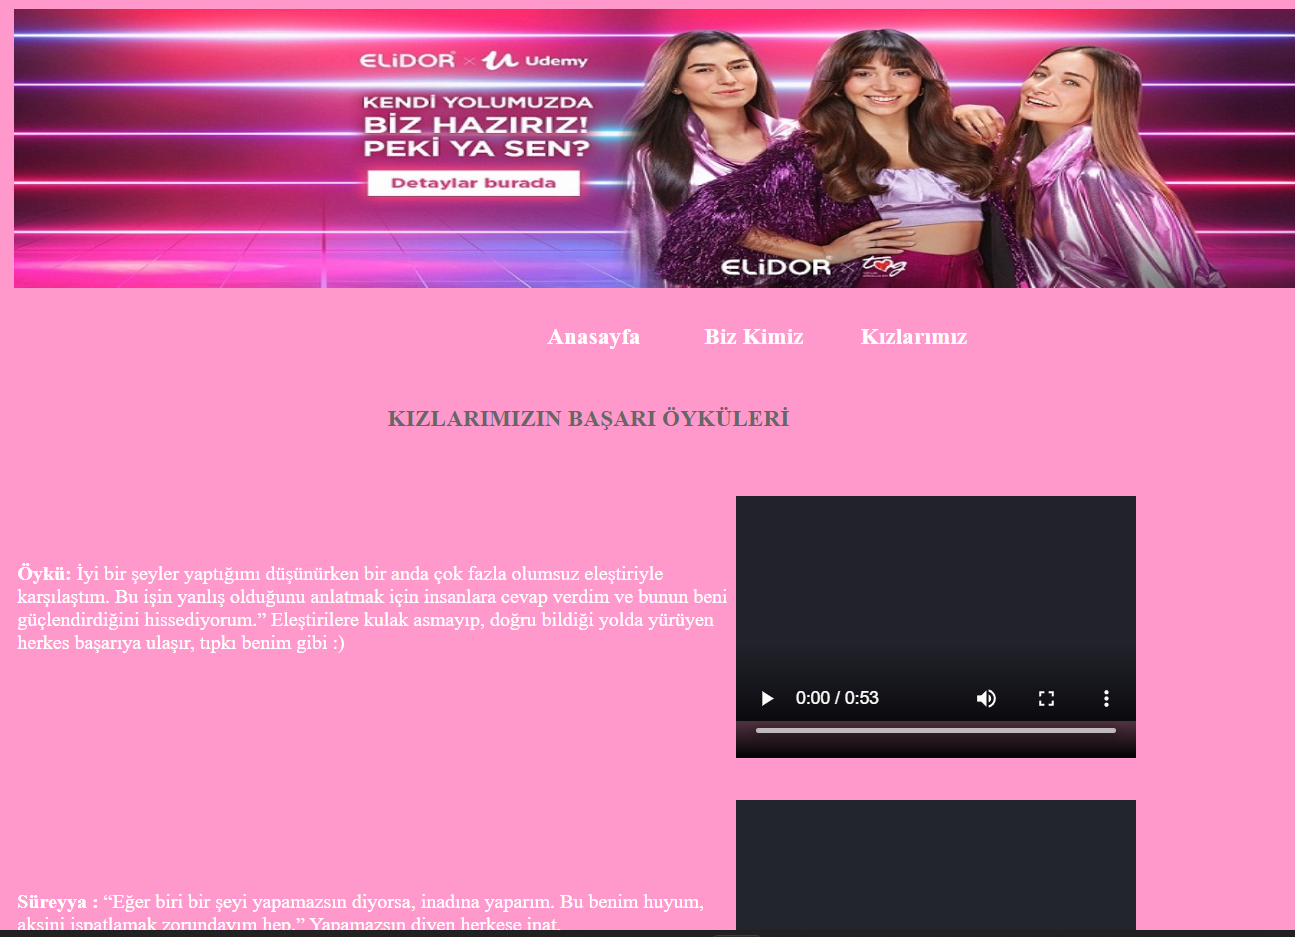 ELiDOR × u Udemy
KENDİ YOLUMUZDA
BİZ HAZIRIZ!
PEKİ YA SEN?
Detaylar burada
ELiDOR
tog
Anasayfa Biz Kimiz Kızlarımız
KIZLARIMIZIN BAŞARI ÖYKÜLERİ
Öykü: İyi bir şeyler yaptığımı düşünürken bir anda çok fazla olumsuz eleştiriyle
karşılaştım. Bu işin yanlış olduğunu anlatmak için insanlara cevap verdim ve bunun beni
güçlendirdiğini hissediyorum.” Eleştirilere kulak asmayıp, doğru bildiği yolda yürüyen
herkes başarıya ulaşır, tıpkı benim gibi :)
0:00 / 0:53
Süreyya : “Eğer biri bir şeyi yapamazsın diyorsa, inadına yaparım. Bu benim huyum,
aksini ispatlamak zorundayım hep.” Yapamazsın diyen herkese inat